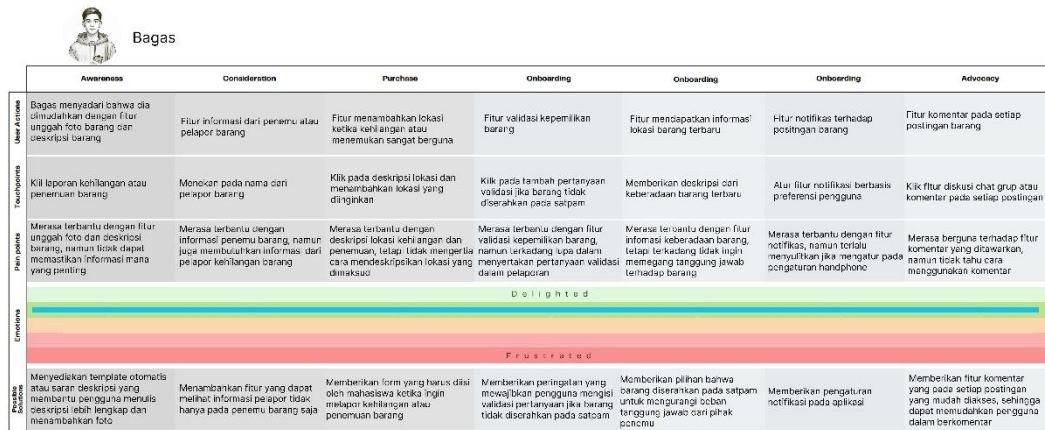 Bagas
Awareness
Consideration
Purchase
Onboarding
Onboarding
Onboarding
Advocacy
User Actions
Bagas menyadari bahwa dia
dimudahkan dengan fitur
unggah foto barang dan
deskripsi barang
Fitur informasi dari penemu atau
pelapor barang
Fitur menambahkan lokasi
ketika kehilangan atau
menemukan sangat berguna
Fitur validasi kepemilikan
barang
Fitur mendapatkan informasi
lokasi barang terbaru
Fitur notifikas terhadap
positngan barang
Fitur komentar pada setiap
postingan barang
Touchpoints
Klil laporan kehilangan atau
penemuan barang
Menekan pada nama dari
pelapor barang
Klik pada deskripsi lokasi dan
menambahkan lokasi yang
diinginkan
Klik pada tambah pertanyaan
validasi jika barang tidak
diserahkan pada satpam
Memberikan deskripsi dari
keberadaan barang terbaru
Atur fitur notifikasi berbasis
preferensi pengguna
Klik fitur diskusi chat grup atau
komentar pada setiap postingan
Pain points
Merasa terbantu dengan fitur
unggah foto dan deskripsi
barang, namun tidak dapat
memastikan informasi mana
yang penting
Merasa terbantu dengan
informasi penemu barang, namun
juga membutuhkan informasi dari
pelapor kehilangan barang
Merasa terbantu dengan
deskripsi lokasi kehilangan dan
penemuan, tetapi tidak mengertia
cara mendeskripsikan lokasi yang
dimaksud
Merasa terbantu dengan fitur
validasi kepemilikan barang,
namun terkadang lupa dalam
menyertakan pertanyaan validasi
dalam pelaporan
Merasa terbantu dengan fitur
infomasi keberadaan barang,
tetapi terkadang tidak ingin
memegang tanggung jawab
terhadap barang
Merasa terbantu dengan fitur
notifikas, namun terlalu
menyulitkan jika mengatur pada
pengaturan handphone
Merasa berguna terhadap fitur
komentar yang ditawarkan,
namun tidak tahu cara
menggunakan komentar
Emotions
Delighted
Frustrated
Possible
Solutions
Menyediakan template otomatis
atau saran deskripsi yang
membantu pengguna menulis
deskripsi lebih lengkap dan
menambahkan foto
Menambahkan fitur yang dapat
melihat informasi pelapor tidak
hanya pada penemu barang saja
Memberikan form yang harus diisi
oleh mahasiswa ketika ingin
melapor kehilangan atau
penemuan barang
Memberikan peringatan yang
mewajibkan pengguna mengisi
validasi pertanyaan jika barang
tidak diserahkan pada satpam
Memberikan pilihan bahwa
barang diserahkan pada satpam
untuk mengurangi beban
tanggung jawab dari pihak
penemu
Memberikan pengaturan
notifikasi pada aplikasi
Memberikan fitur komentar
yang pada setiap postingan
yang mudah diakses, sehingga
dapat memudahkan pengguna
dalam berkomentar